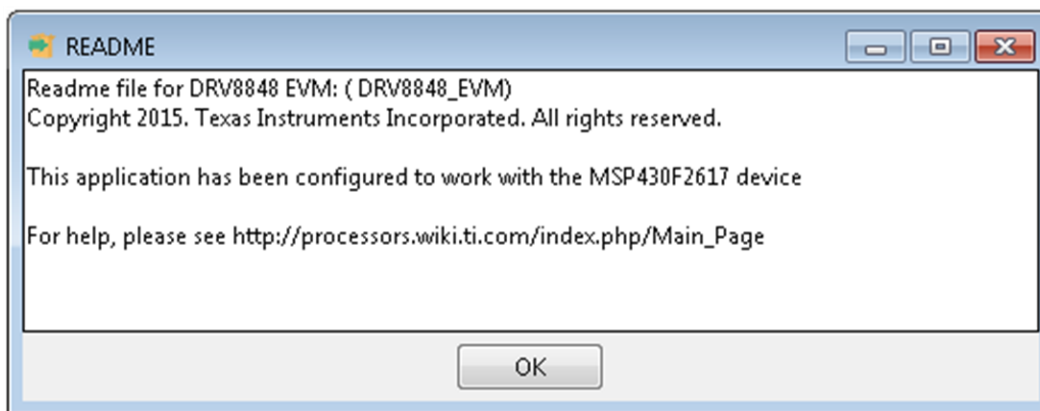 README
Readme file for DRV8848 EVM: ( DRV8848_EVM)
Copyright 2015. Texas Instruments Incorporated. All rights reserved.
This application has been configured to work with the MSP430F2617 device
For help, please see http://processors.wiki.ti.com/index.php/Main_Page
OK